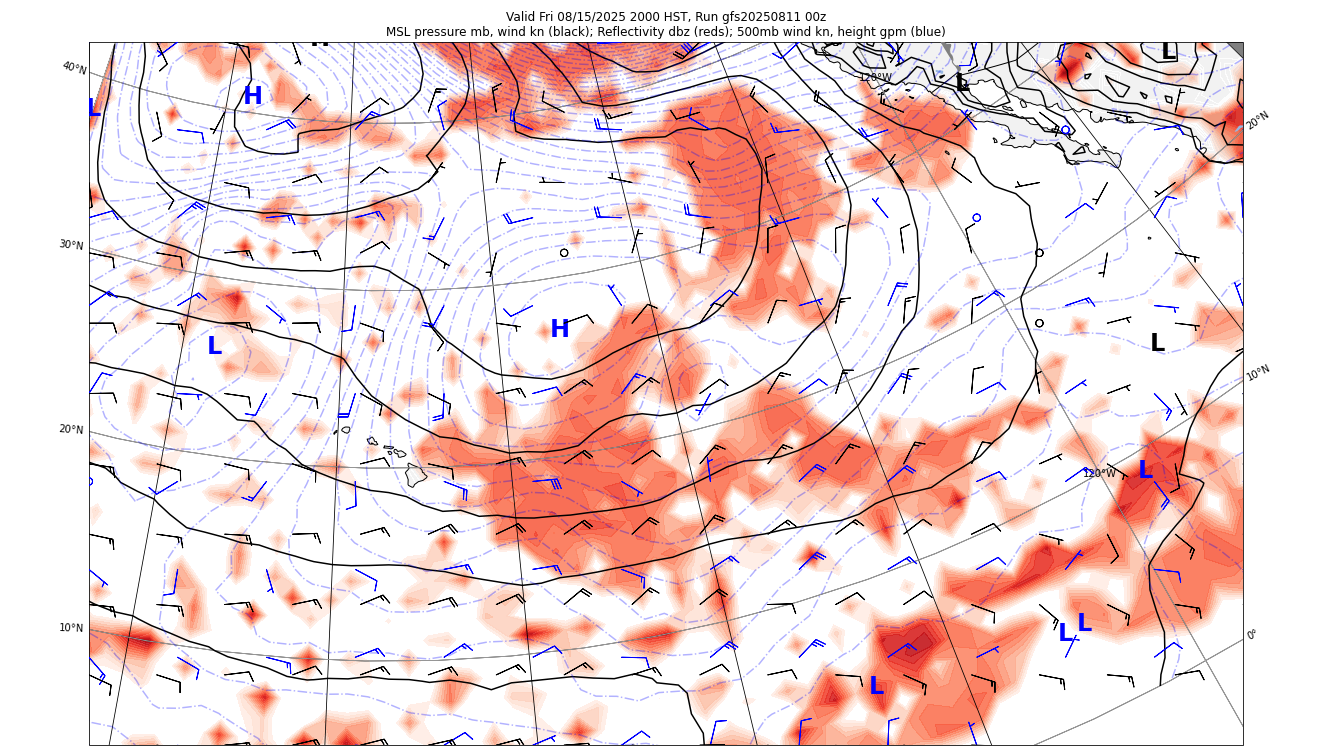 Valid Fri 08/15/2025 2000 HST, Run gfs20250811 00z
MSL pressure mb, wind kn (black); Reflectivity dbz (reds); 500mb wind kn, height gpm (blue)
H
L
40°N
120°W
L
H
L
20°N
30°N
H
L
L
10°N
20°N
120°W
L
10°N
L
L
0°
L